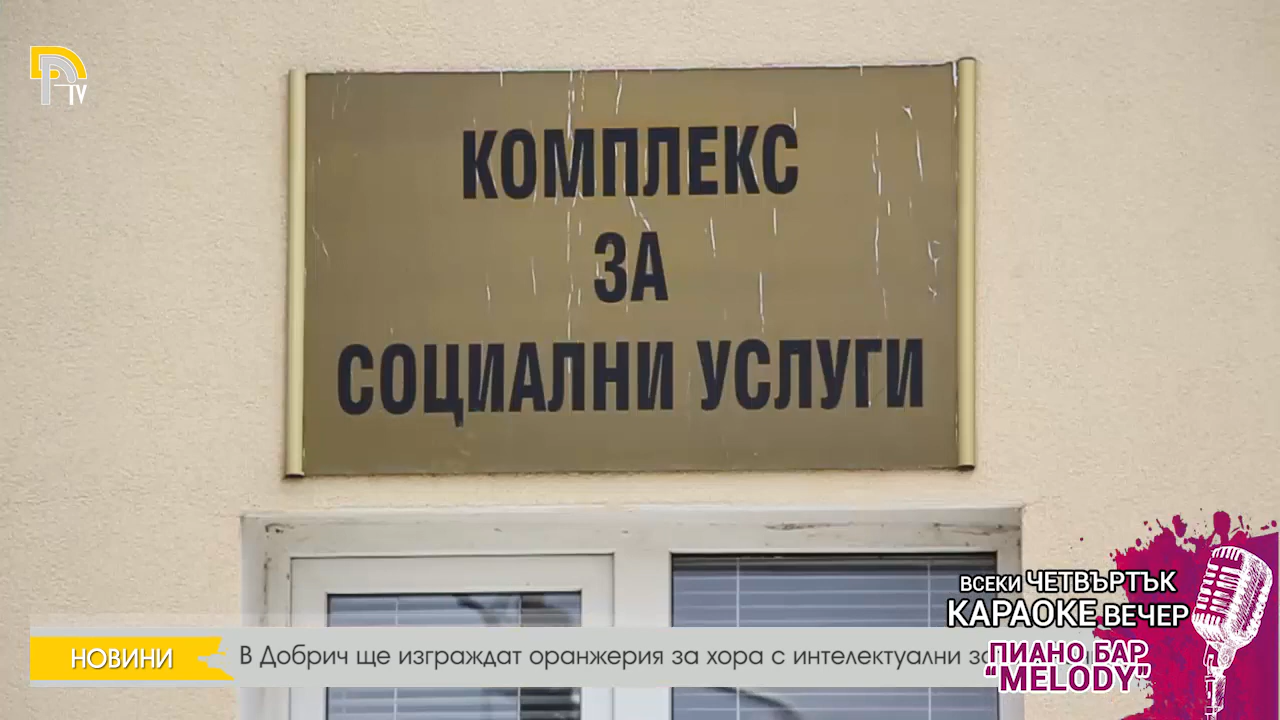 TV
КОМПЛЕКС
ЗА
СОЦИАЛНИ УСЛУГИ
ВСЕКИ ЧЕТВЪРТЪК
КАРАОКЕ ВЕЧЕР
ПИАНО БАР
“MELODY”
НОВИНИ
В Добрич ще изграждат оранжерия за хора с интелектуални